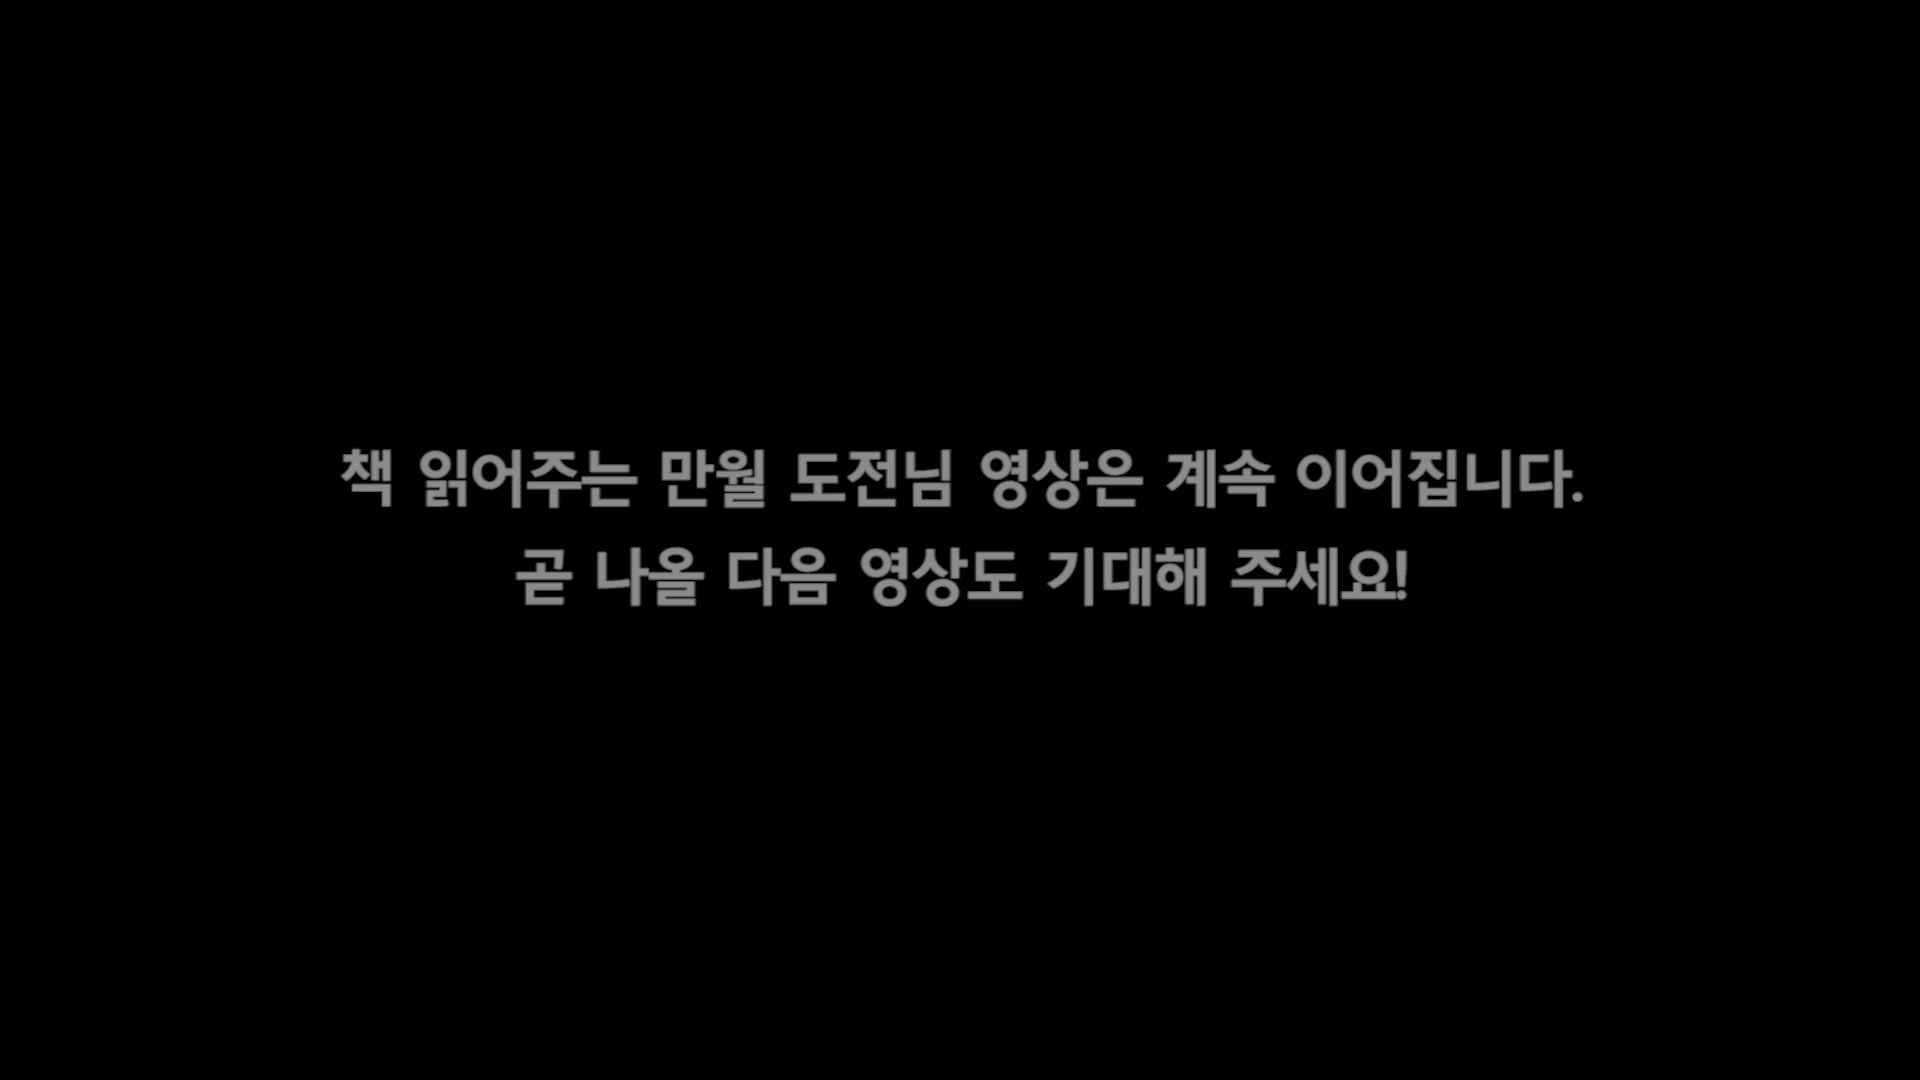 책 읽어주는 만월 도전님 영상은 계속 이어집니다.
곧 나올 다음 영상도 기대해 주세요!